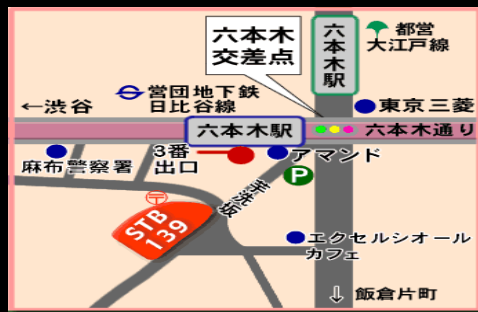 六本木
交差点
六本木駅
都営
大江戸線
営団地下鉄
日比谷線
←渋谷
東京三菱
六本木駅
六本木通り
麻布警察署
3番
出口
アマンド
P
芋洗坂
〒
STB
139
エクセルシオール
カフェ
↓ 飯倉片町